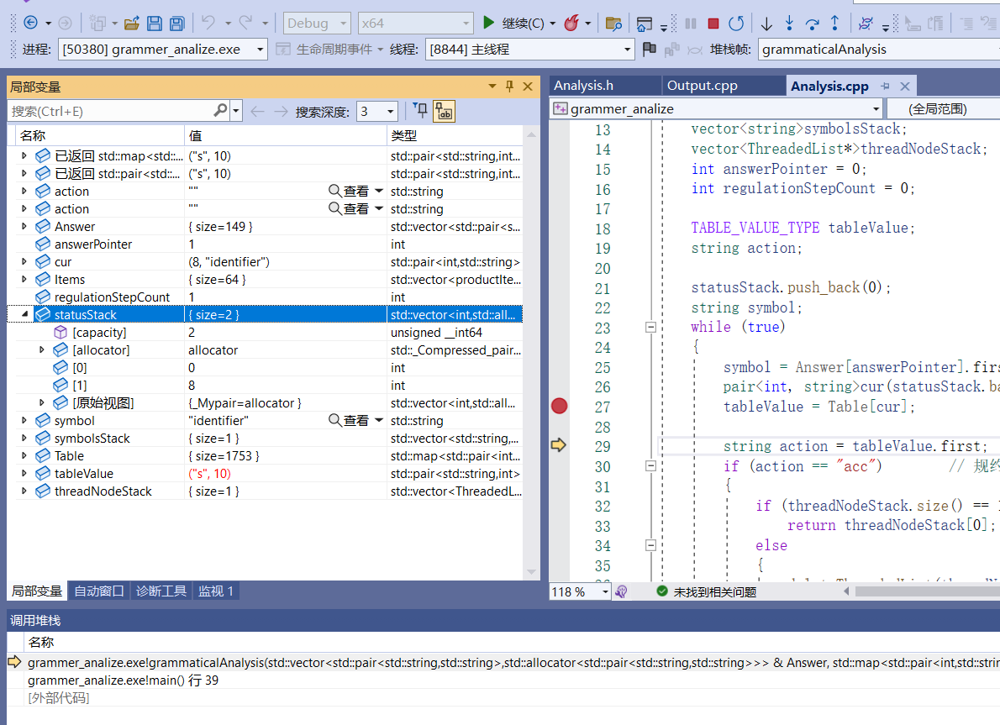 Debug
x64
继续(C)
进程:
[50380] grammer_analize.exe
生命周期事件
线程:
[8844] 主线程
堆栈帧:
grammaticalAnalysis
局部变量
搜索(Ctrl+E)
搜索深度:
3
名称 值 类型
已返回 std::map<std::... ("s", 10) std::pair<std::string,int...
已返回 std::pair<std::... ("s", 10) std::pair<std::string,int...
action "" 查看 std::string
action "" 查看 std::string
Answer { size=149 } std::vector<std::pair<s...
answerPointer 1 int
cur (8, "identifier") std::pair<int,std::string>
Items { size=64 } std::vector<productIte...
regulationStepCount 1 int
statusStack { size=2 } std::vector<int,std::all...
[capacity] 2 unsigned __int64
[allocator] allocator std::_Compressed_pair...
[0] 0 int
[1] 8 int
[原始视图] {_Mypair=allocator } std::vector<int,std::all...
symbol "identifier" 查看 std::string
symbolsStack { size=1 } std::vector<std::string,...
Table { size=1753 } std::map<std::pair<int...
tableValue ("s", 10) std::pair<std::string,int>
threadNodeStack { size=1 } std::vector<ThreadedL...
局部变量 自动窗口 诊断工具 监视 1
Analysis.h Output.cpp Analysis.cpp
grammer_analize (全局范围)
13 vector<string>symbolsStack;
14 vector<ThreadedList*>threadNodeStack;
15 int answerPointer = 0;
16 int regulationStepCount = 0;
17
18 TABLE_VALUE_TYPE tableValue;
19 string action;
20
21 statusStack.push_back(0);
22 string symbol;
23 while (true)
24 {
25 symbol = Answer[answerPointer].firs
26 pair<int, string>cur(statusStack.ba
27 tableValue = Table[cur];
28
29 string action = tableValue.first;
30 if (action == "acc") // 规约
31 {
32 if (threadNodeStack.size() == 1
33 return threadNodeStack[0];
34 else
35 {
118 % 未找到相关问题
调用堆栈
名称
grammer_analize.exe!grammaticalAnalysis(std::vector<std::pair<std::string,std::string>,std::allocator<std::pair<std::string,std::string>>> & Answer, std::map<std::pair<int,std::string
grammer_analize.exe!main() 行 39
[外部代码]